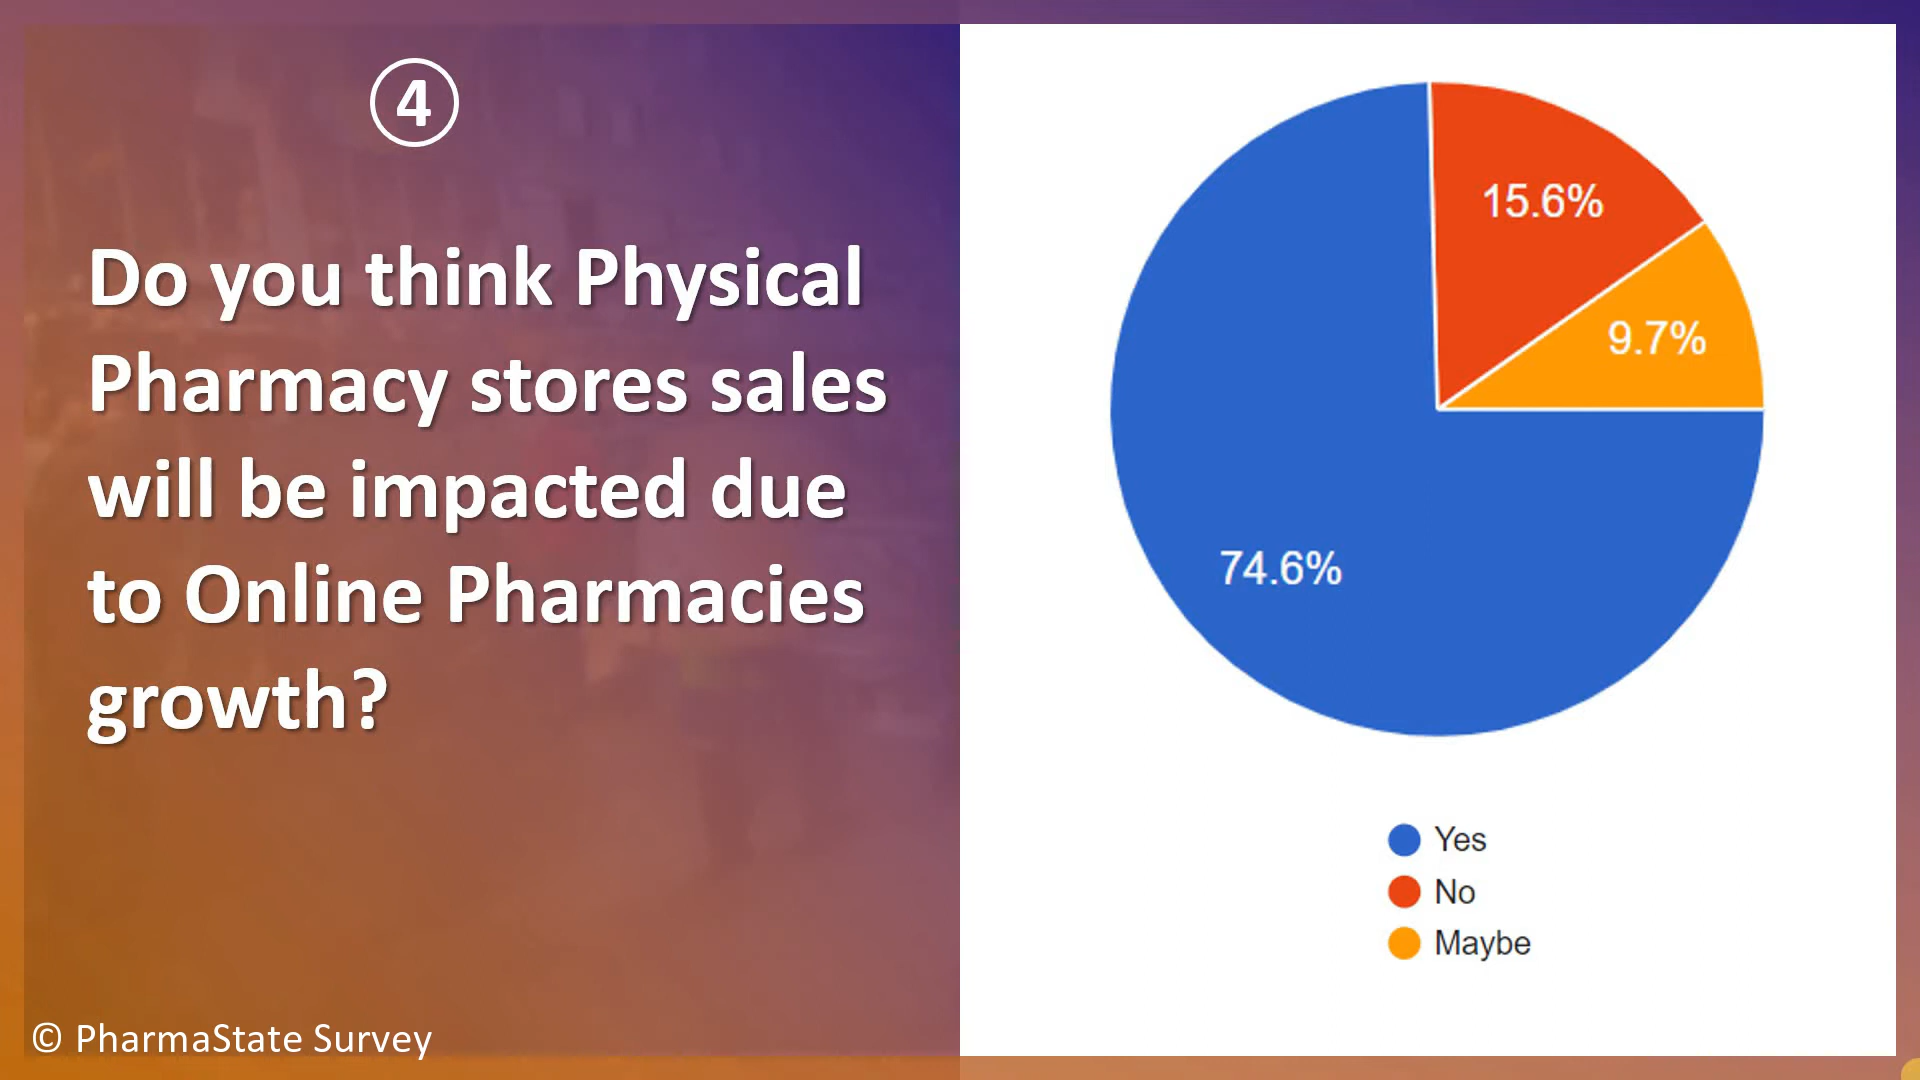 4
Do you think Physical
Pharmacy stores sales
will be impacted due
to Online Pharmacies
growth?
© PharmaState Survey
15.6%
9.7%
74.6%
Yes
No
Maybe